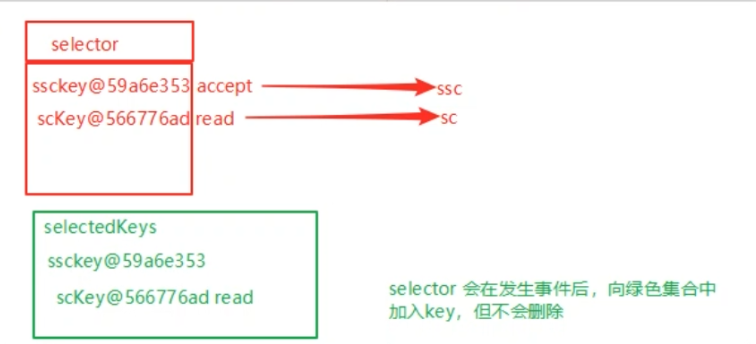 selector
ssckey@59a6e353 accept
ssc
scKey@566776ad read
sc
selectedKeys
ssckey@59a6e353
scKey@566776ad read
selector 会在发生事件后，向绿色集合中
加入key，但不会删除